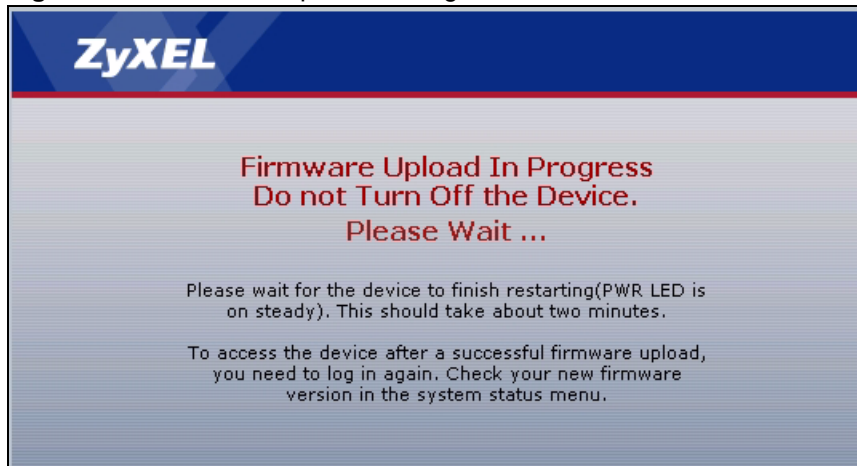 ZyXEL
Firmware Upload In Progress
Do not Turn Off the Device.
Please Wait ...
Please wait for the device to finish restarting(PWR LED is
on steady). This should take about two minutes.
To access the device after a successful firmware upload,
you need to log in again. Check your new firmware
version in the system status menu.